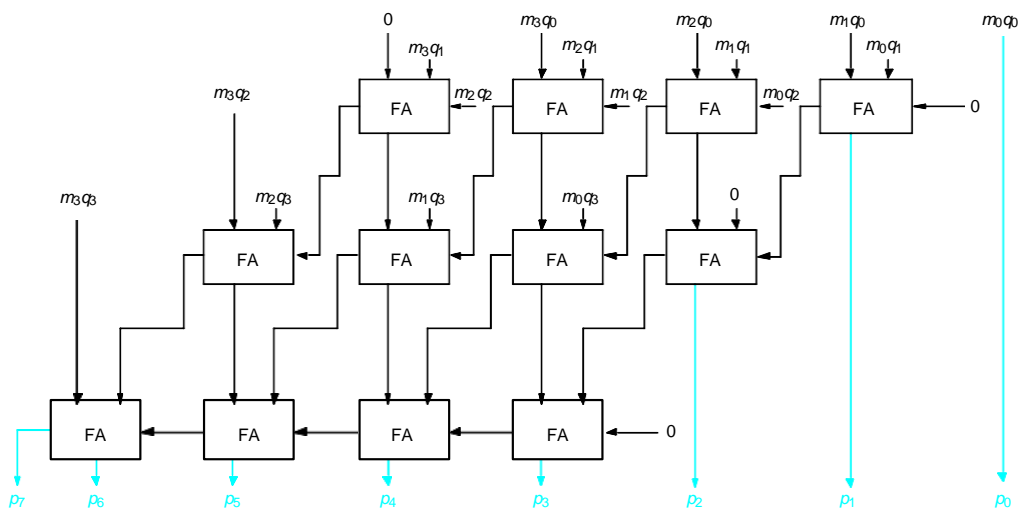 0 m₃q₀ m₂q₀ m₁q₀ m₀q₀
m₃q₁ m₂q₁ m₁q₁ m₀q₁
m₃q₂ FA m₂q₂ FA m₁q₂ FA m₀q₂ FA 0
m₃q₃ m₂q₃ m₁q₃ m₀q₃ 0
FA FA FA FA
FA FA FA FA 0
p₇ p₆ p₅ p₄ p₃ p₂ p₁ p₀